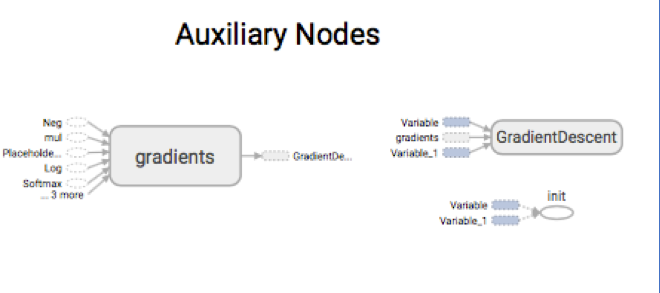 Auxiliary Nodes
Neg
mul
Placeholde...
Log
Softmax
... 3 more
gradients
GradientDe...
Variable
gradients
Variable_1
GradientDescent
init
Variable
Variable_1